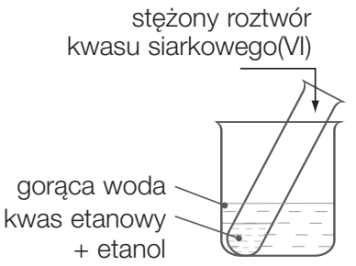 stężony roztwór
kwasu siarkowego(VI)
gorąca woda
kwas etanowy
+ etanol